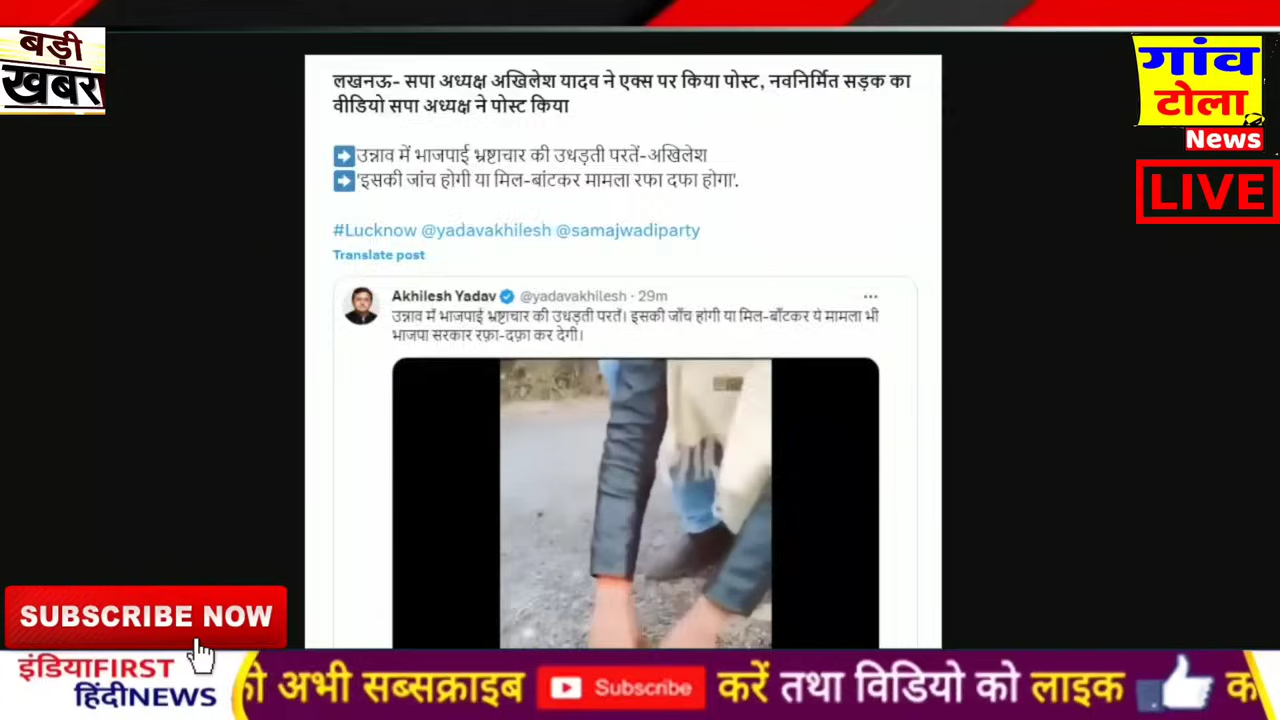 बड़ी
खबर
गांव
टोला
News
LIVE
लखनऊ- सपा अध्यक्ष अखिलेश यादव ने एक्स पर किया पोस्ट, नवनिर्मित सड़क का
वीडियो सपा अध्यक्ष ने पोस्ट किया
उन्नाव में भाजपाई भ्रष्टाचार की उधड़ती परतें-अखिलेश
'इसकी जांच होगी या मिल-बांटकर मामला रफा दफा होगा'.
#Lucknow @yadavakhilesh @samajwadiparty
Translate post
Akhilesh Yadav @yadavakhilesh · 29m
उन्नाव में भाजपाई भ्रष्टाचार की उधड़ती परतें। इसकी जाँच होगी या मिल-बाँटकर ये मामला भी
भाजपा सरकार रफ़ा-दफ़ा कर देगी।
SUBSCRIBE NOW
इंडियाFIRST
हिंदीNEWS
को अभी सब्सक्राइब Subscribe करें तथा विडियो को लाइक